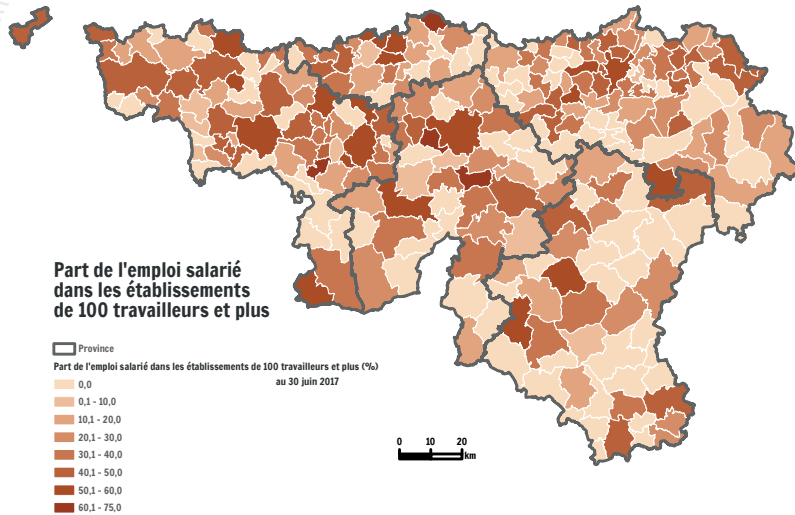 Part de l'emploi salarié
dans les établissements
de 100 travailleurs et plus
Province
Part de l'emploi salarié dans les établissements de 100 travailleurs et plus (%)
au 30 juin 2017
0,0
0,1 - 10,0
10,1 - 20,0
20,1 - 30,0
30,1 - 40,0
40,1 - 50,0
50,1 - 60,0
60,1 - 75,0
0 10 20
km